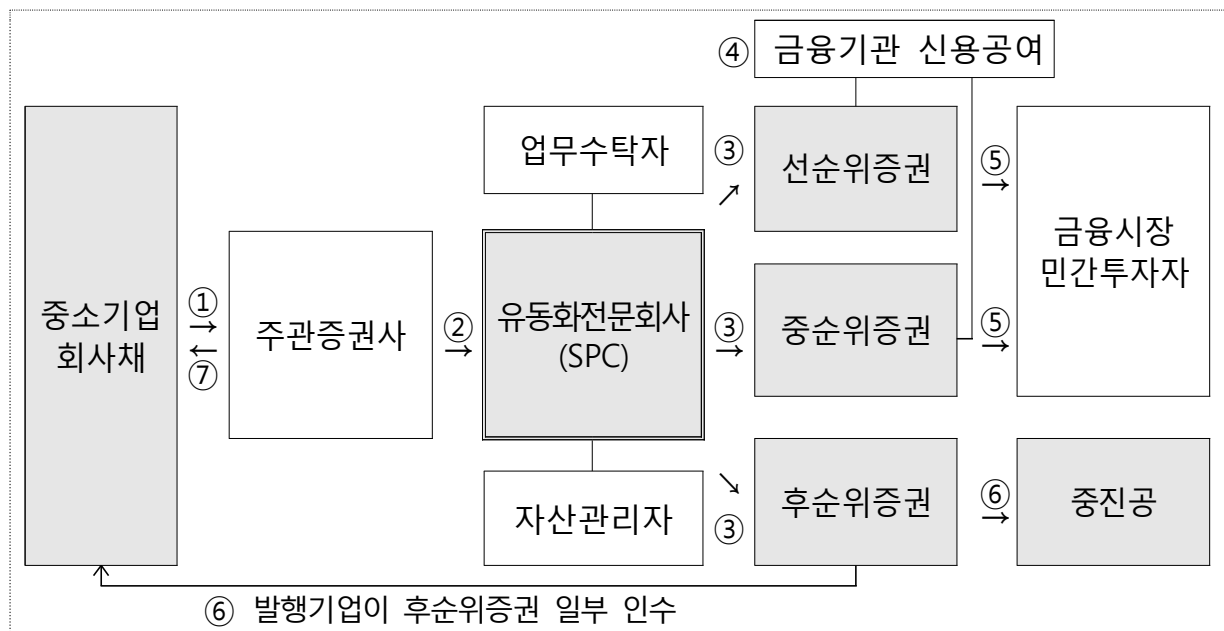 ④ 금융기관 신용공여
업무수탁자
③
↗
선순위증권
⑤
→
금융시장
민간투자자
중소기업
회사채
①
→
←
⑦
주관증권사
②
→
유동화전문회사
(SPC)
③
→
중순위증권
⑤
→
자산관리자
↘
③
후순위증권
⑥
→
중진공
⑥ 발행기업이 후순위증권 일부 인수